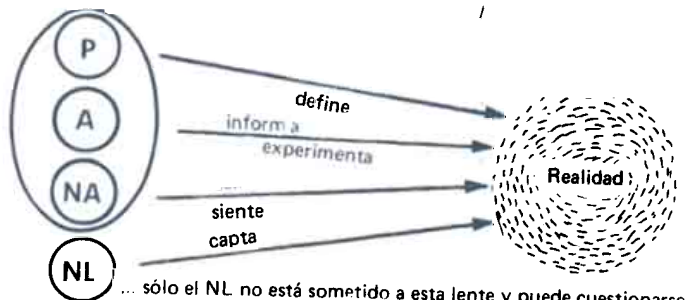 P
define
A
informa
experimenta
Realidad
NA
siente
capta
NL
... sólo el NL no está sometido a esta lente y puede cuestionarse